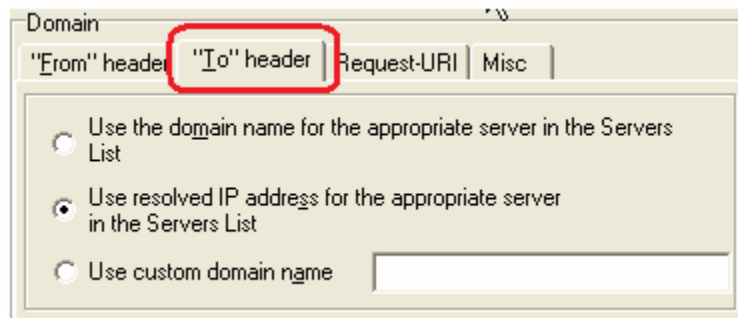 Domain
"From" header "To" header Request-URI Misc
Use the domain name for the appropriate server in the Servers
List
Use resolved IP address for the appropriate server
in the Servers List
Use custom domain name